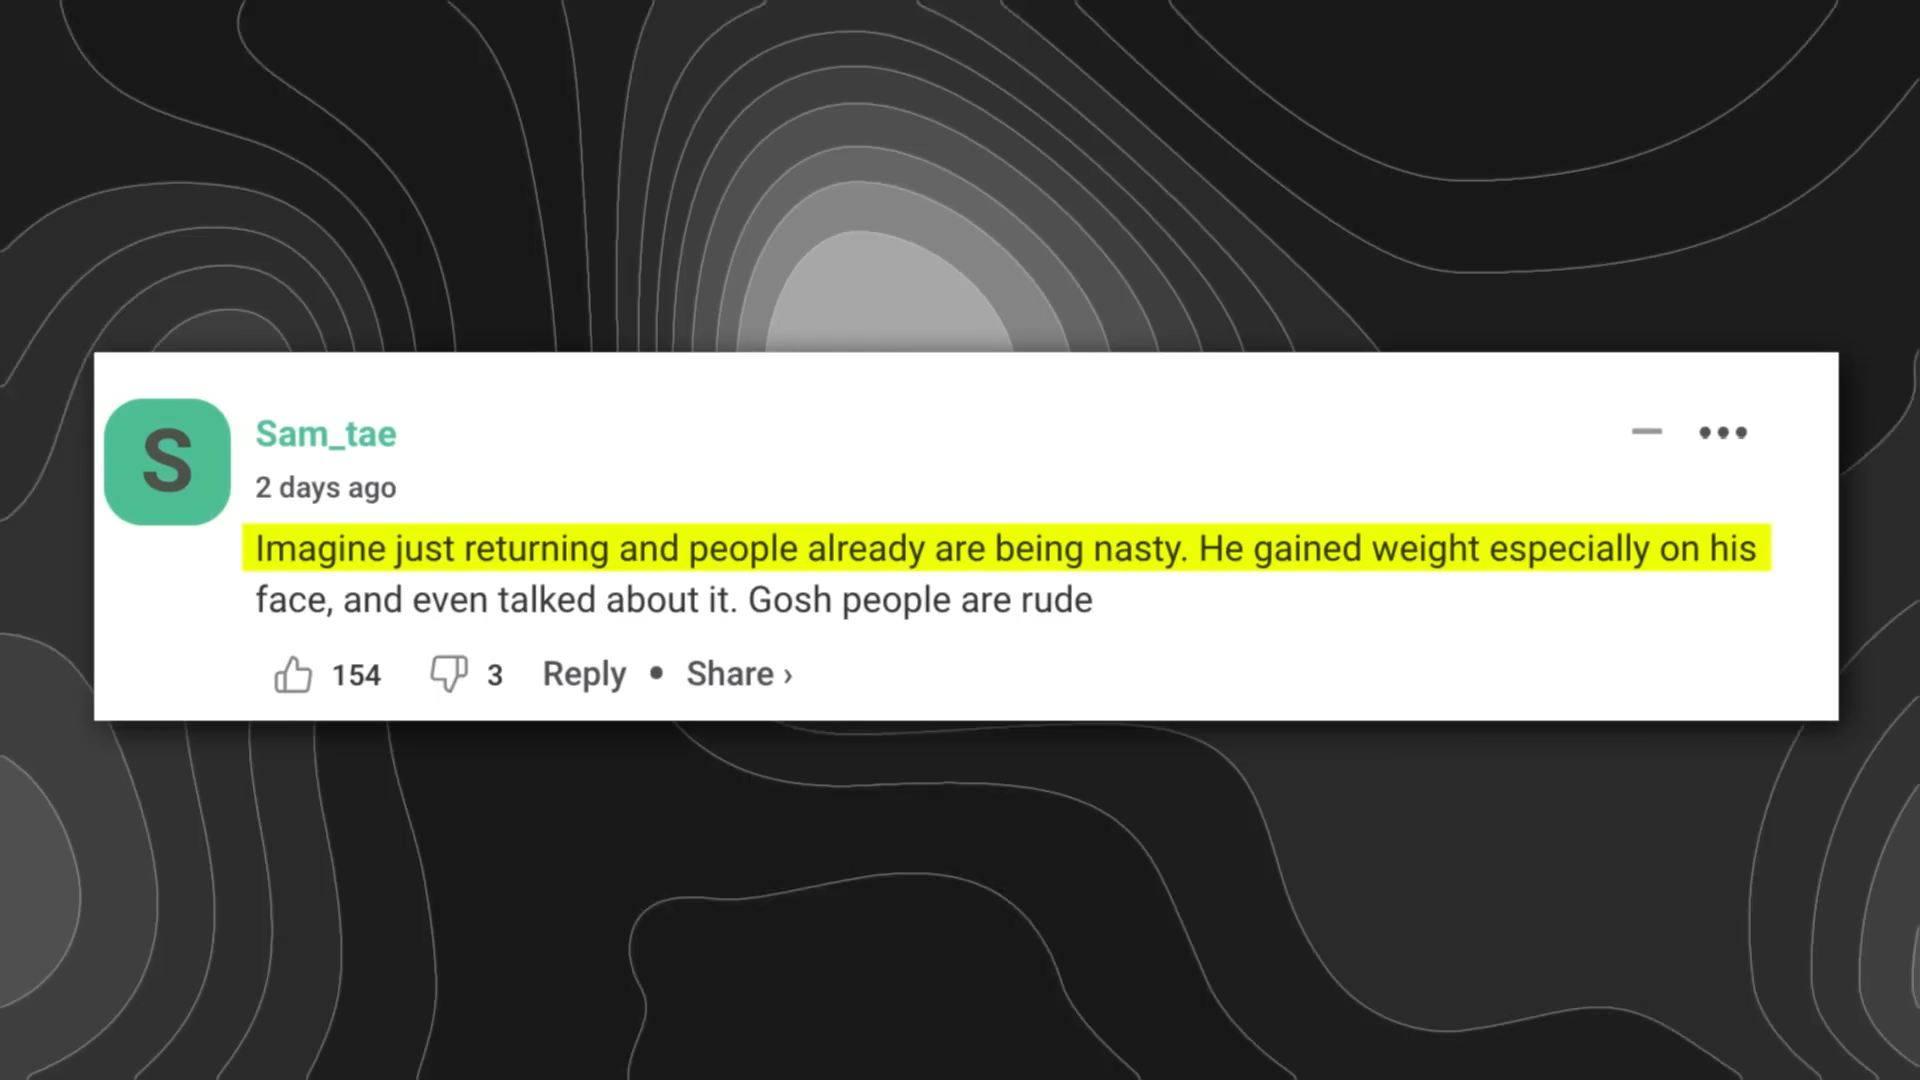 S
Sam_tae
2 days ago
Imagine just returning and people already are being nasty. He gained weight especially on his
face, and even talked about it. Gosh people are rude
154 3 Reply • Share ›